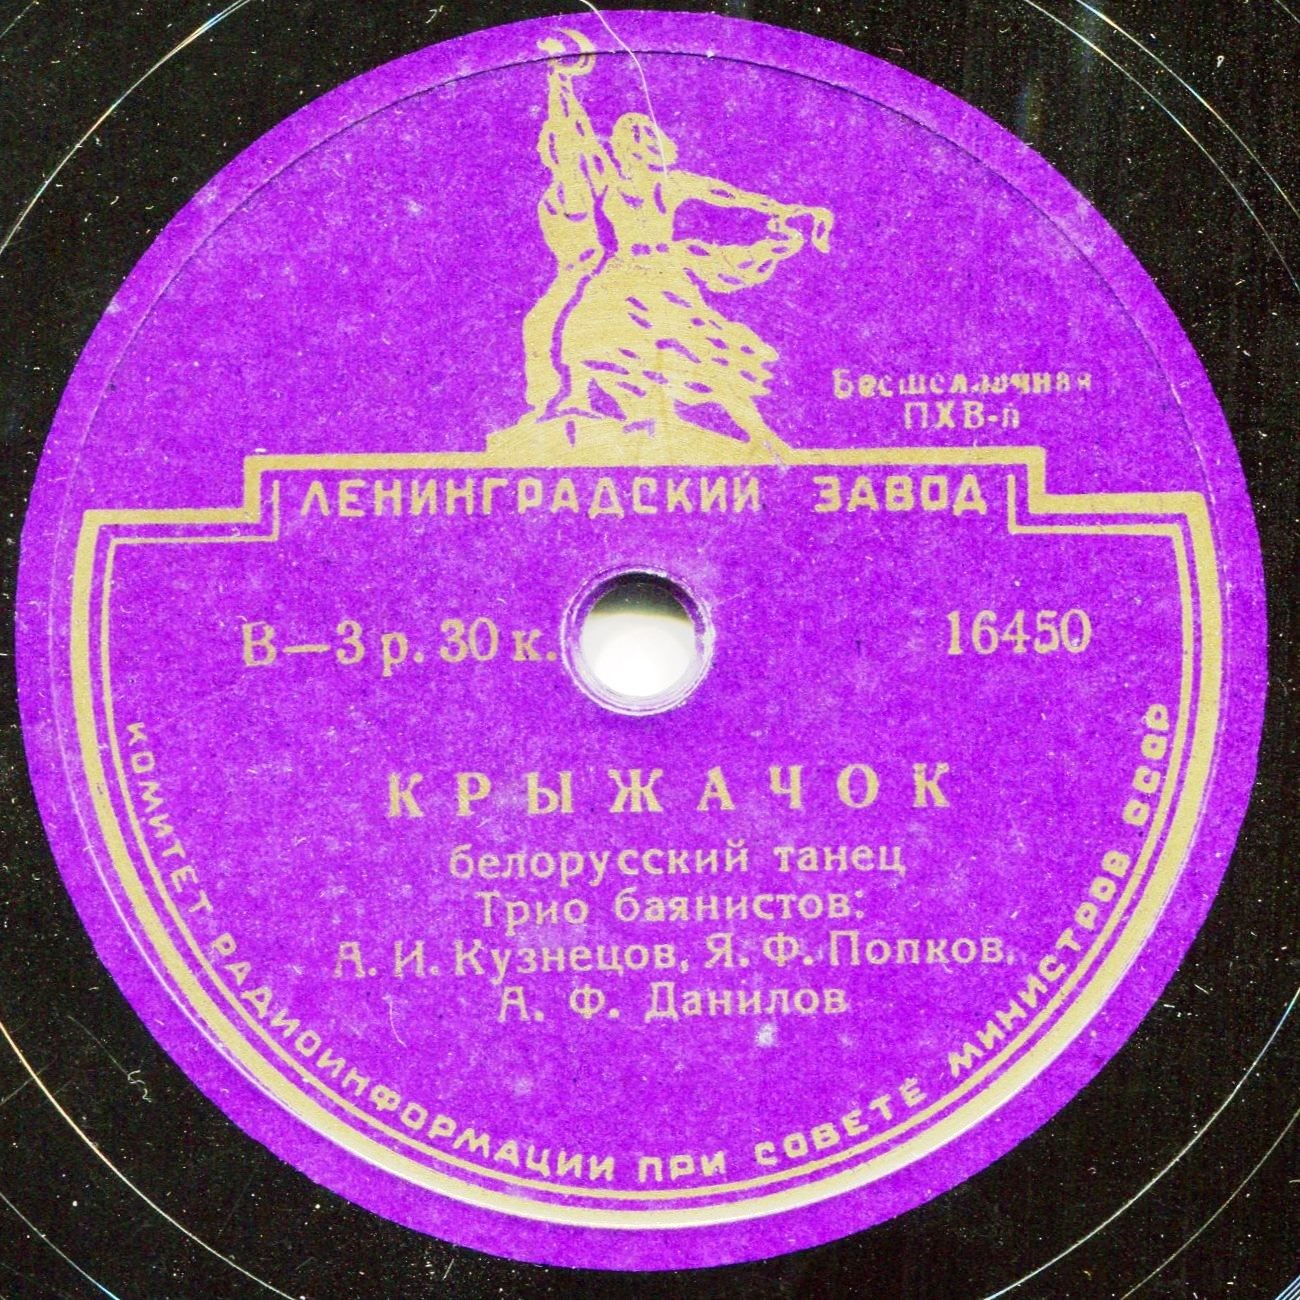 Бесшеллачная
ПХВ-п
ЛЕНИНГРАДСКИЙ ЗАВОД
В—3 р. 30 к.
16450
КРЫЖАЧОК
белорусский танец
Трио баянистов:
А. И. Кузнецов, Я. Ф. Попков,
А. Ф. Данилов
КОМИТЕТ РАДИОИНФОРМАЦИИ ПРИ СОВЕТЕ МИНИСТРОВ СССР